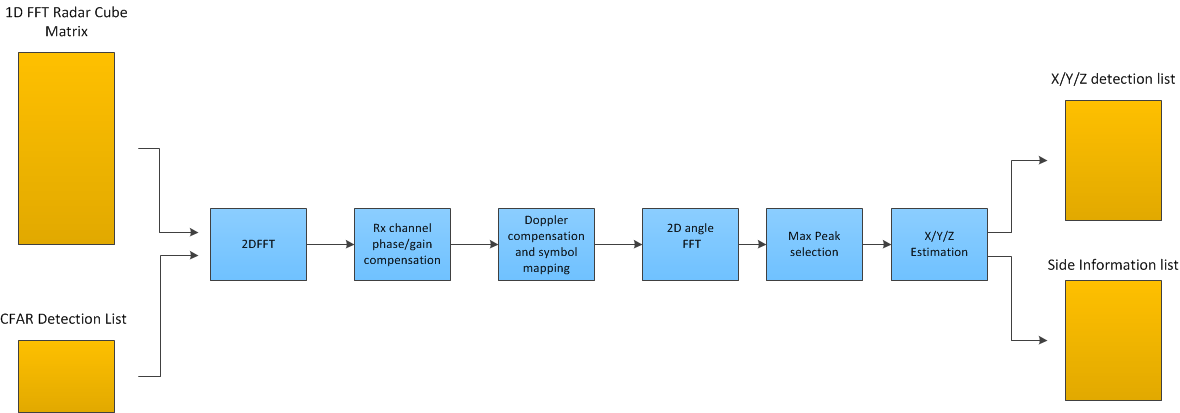 1D FFT Radar Cube
Matrix
CFAR Detection List
2DFFT
Rx channel
phase/gain
compensation
Doppler
compensation
and symbol
mapping
2D angle
FFT
Max Peak
selection
X/Y/Z
Estimation
X/Y/Z detection list
Side Information list